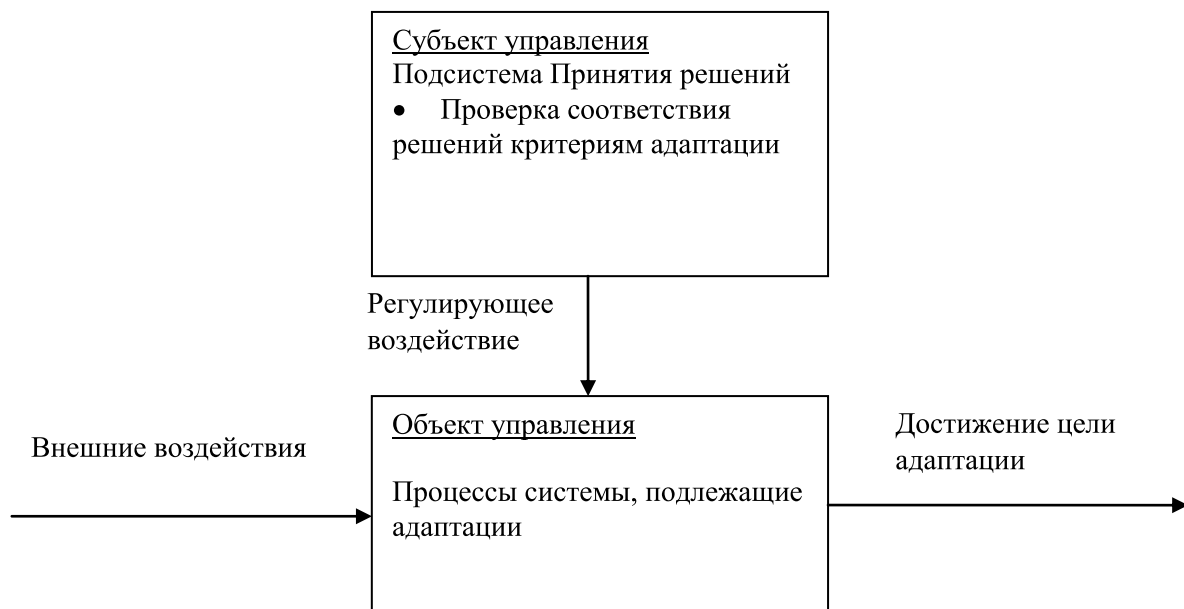 Субъект управления
Подсистема Принятия решений
• Проверка соответствия
решений критериям адаптации
Регулирующее
воздействие
Внешние воздействия
Объект управления
Процессы системы, подлежащие
адаптации
Достижение цели
адаптации